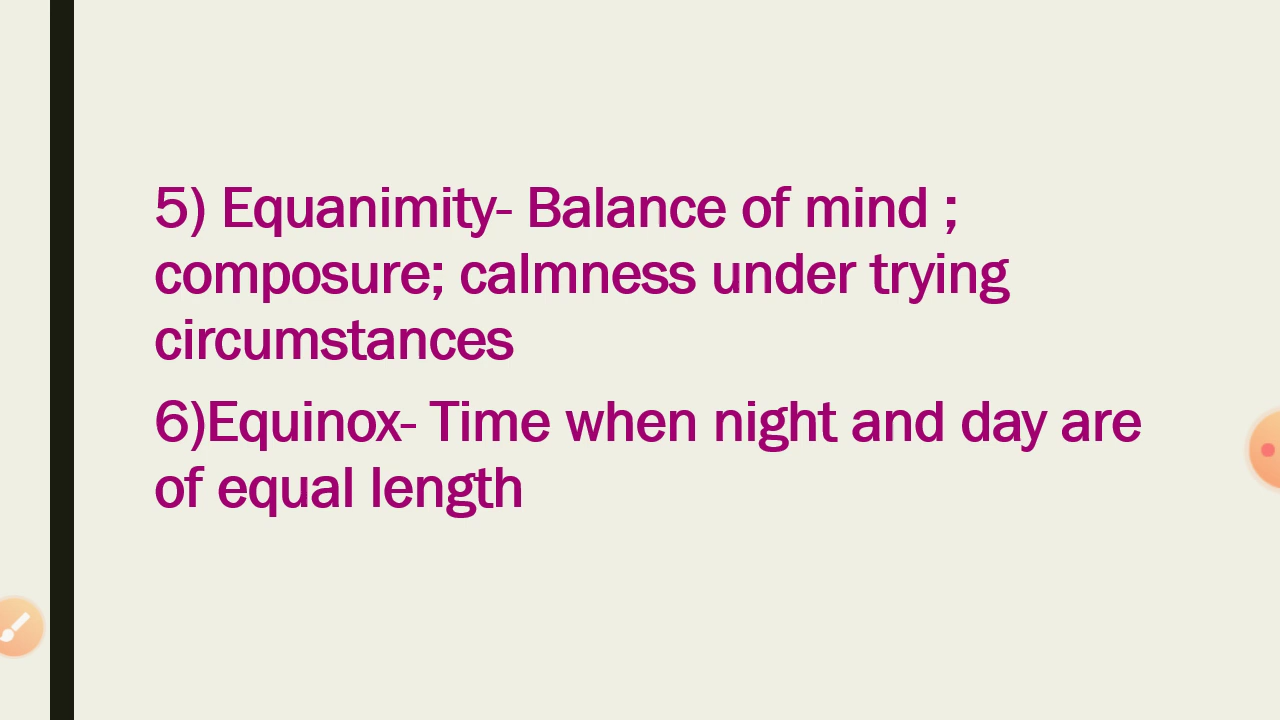 5) Equanimity- Balance of mind ;
composure; calmness under trying
circumstances
6)Equinox- Time when night and day are
of equal length